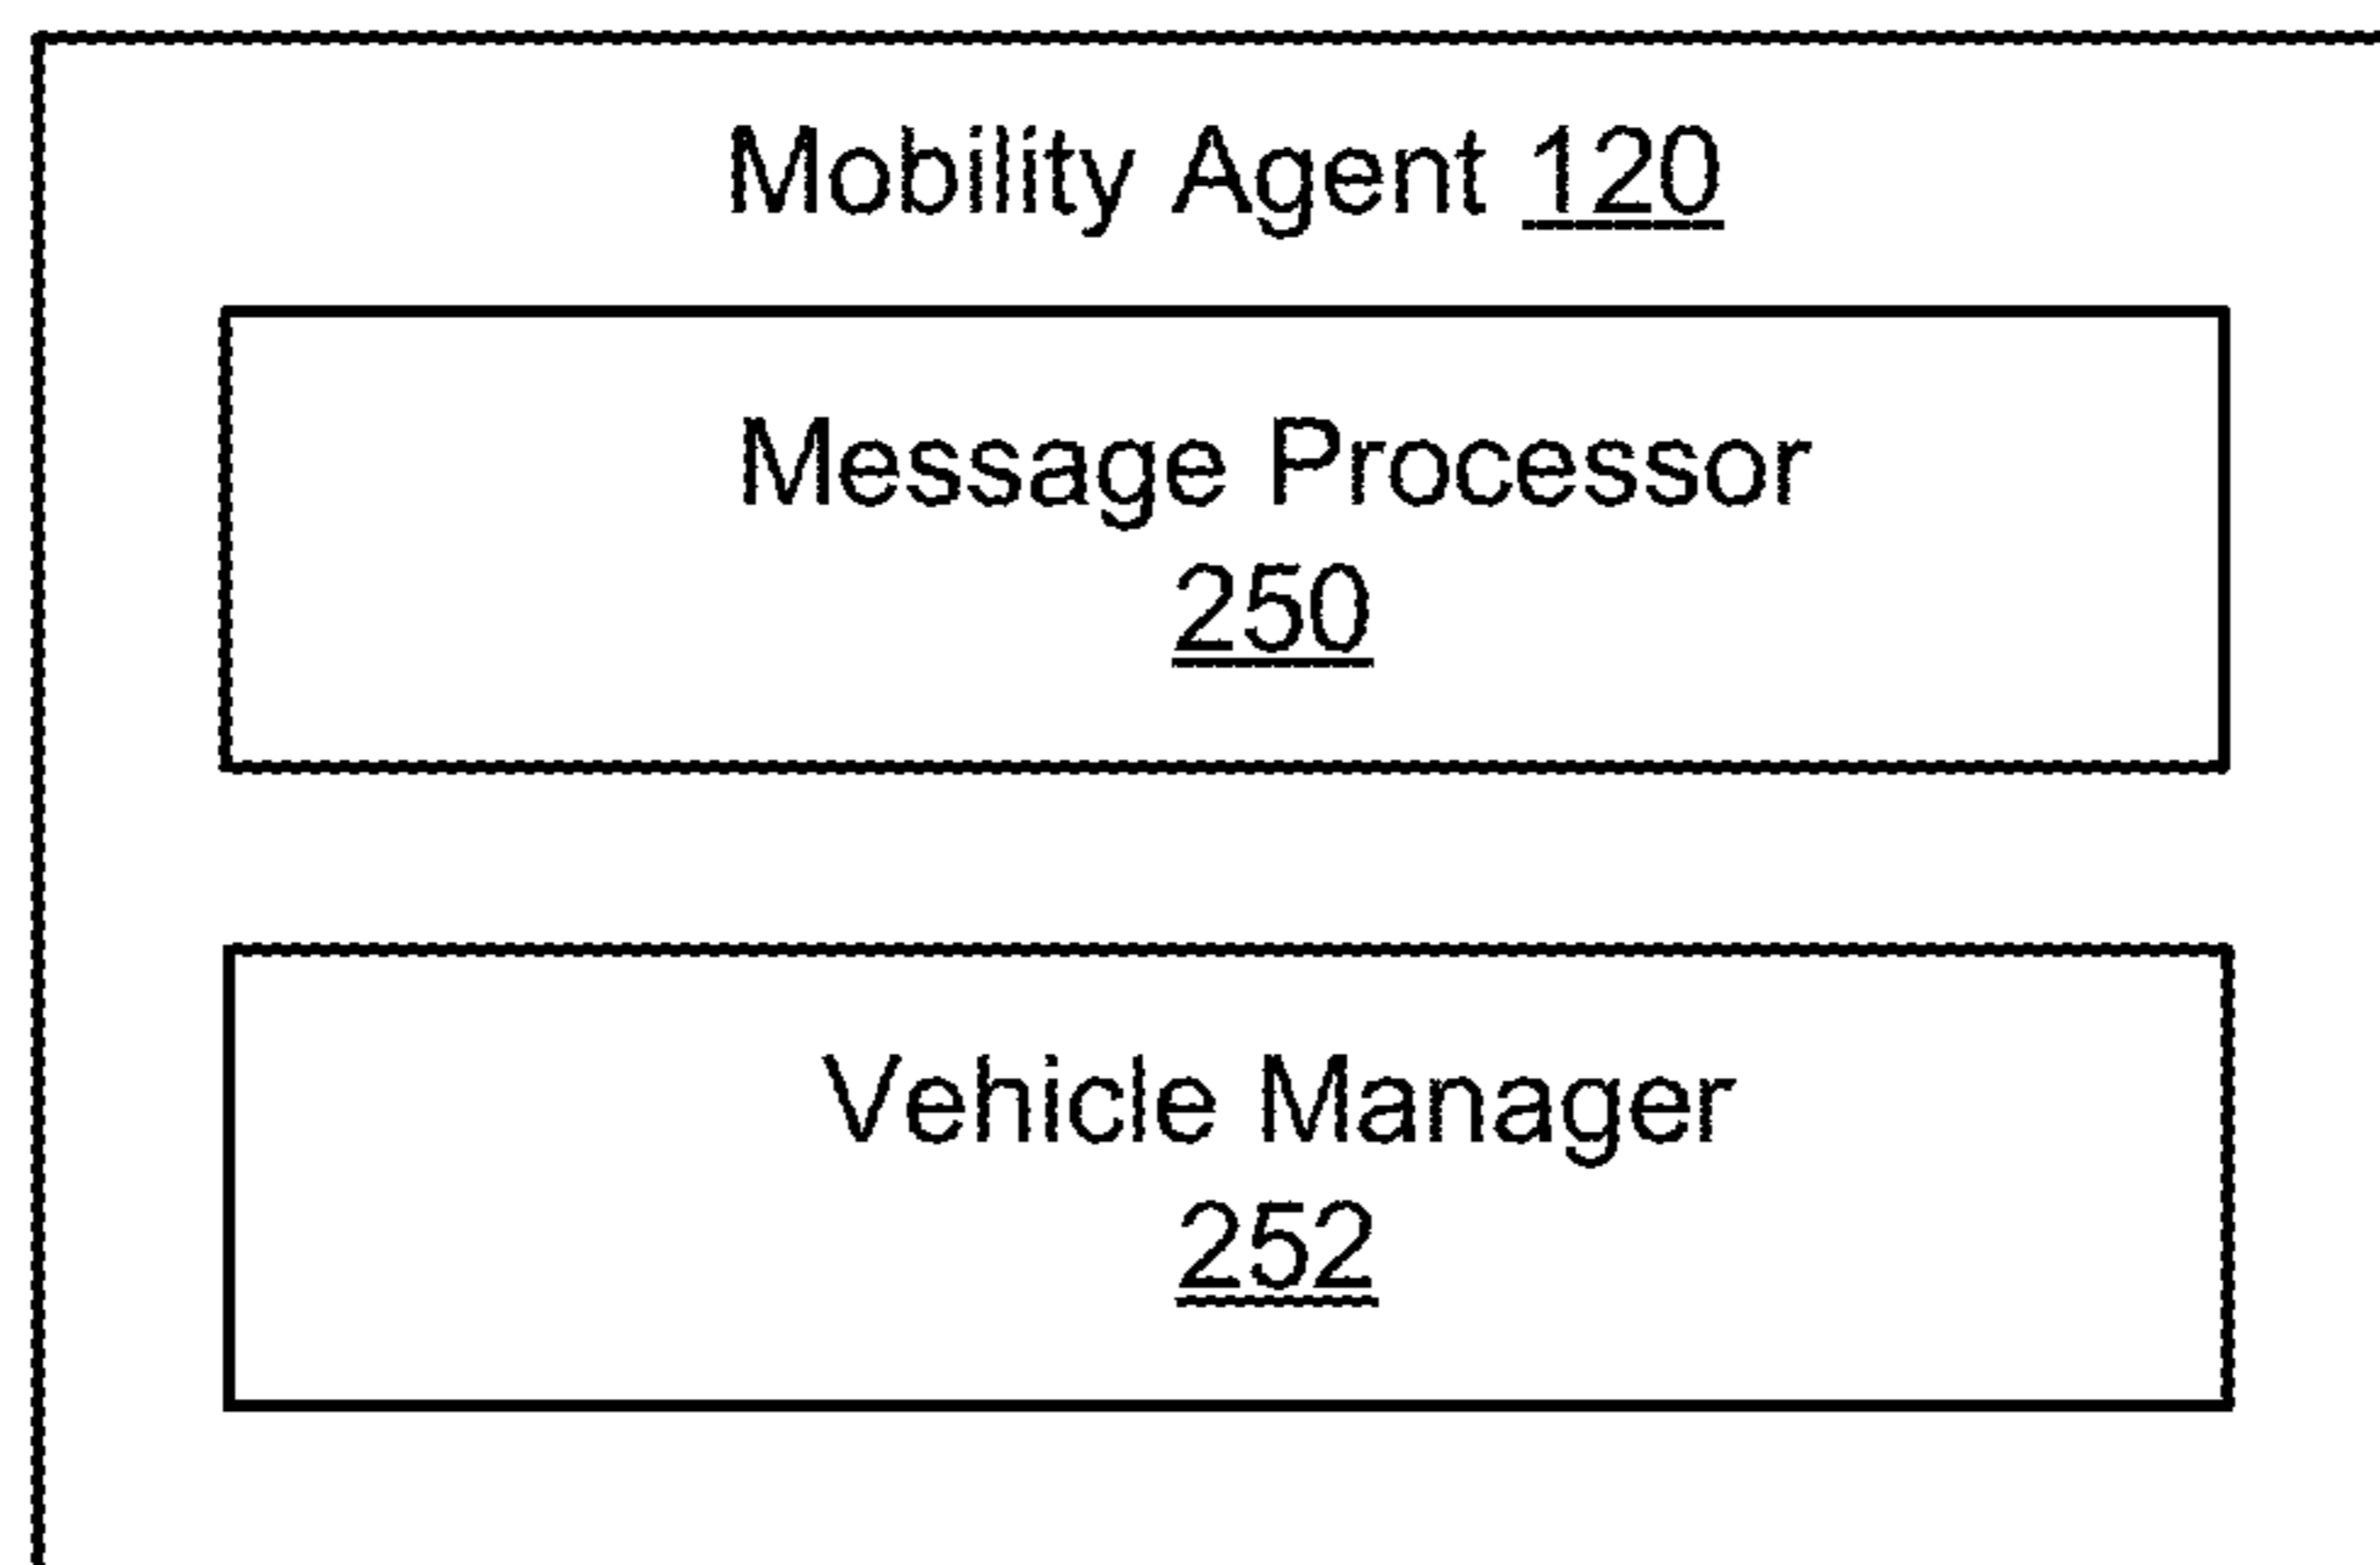 Mobility Agent 120
Message Processor
250
Vehicle Manager
252